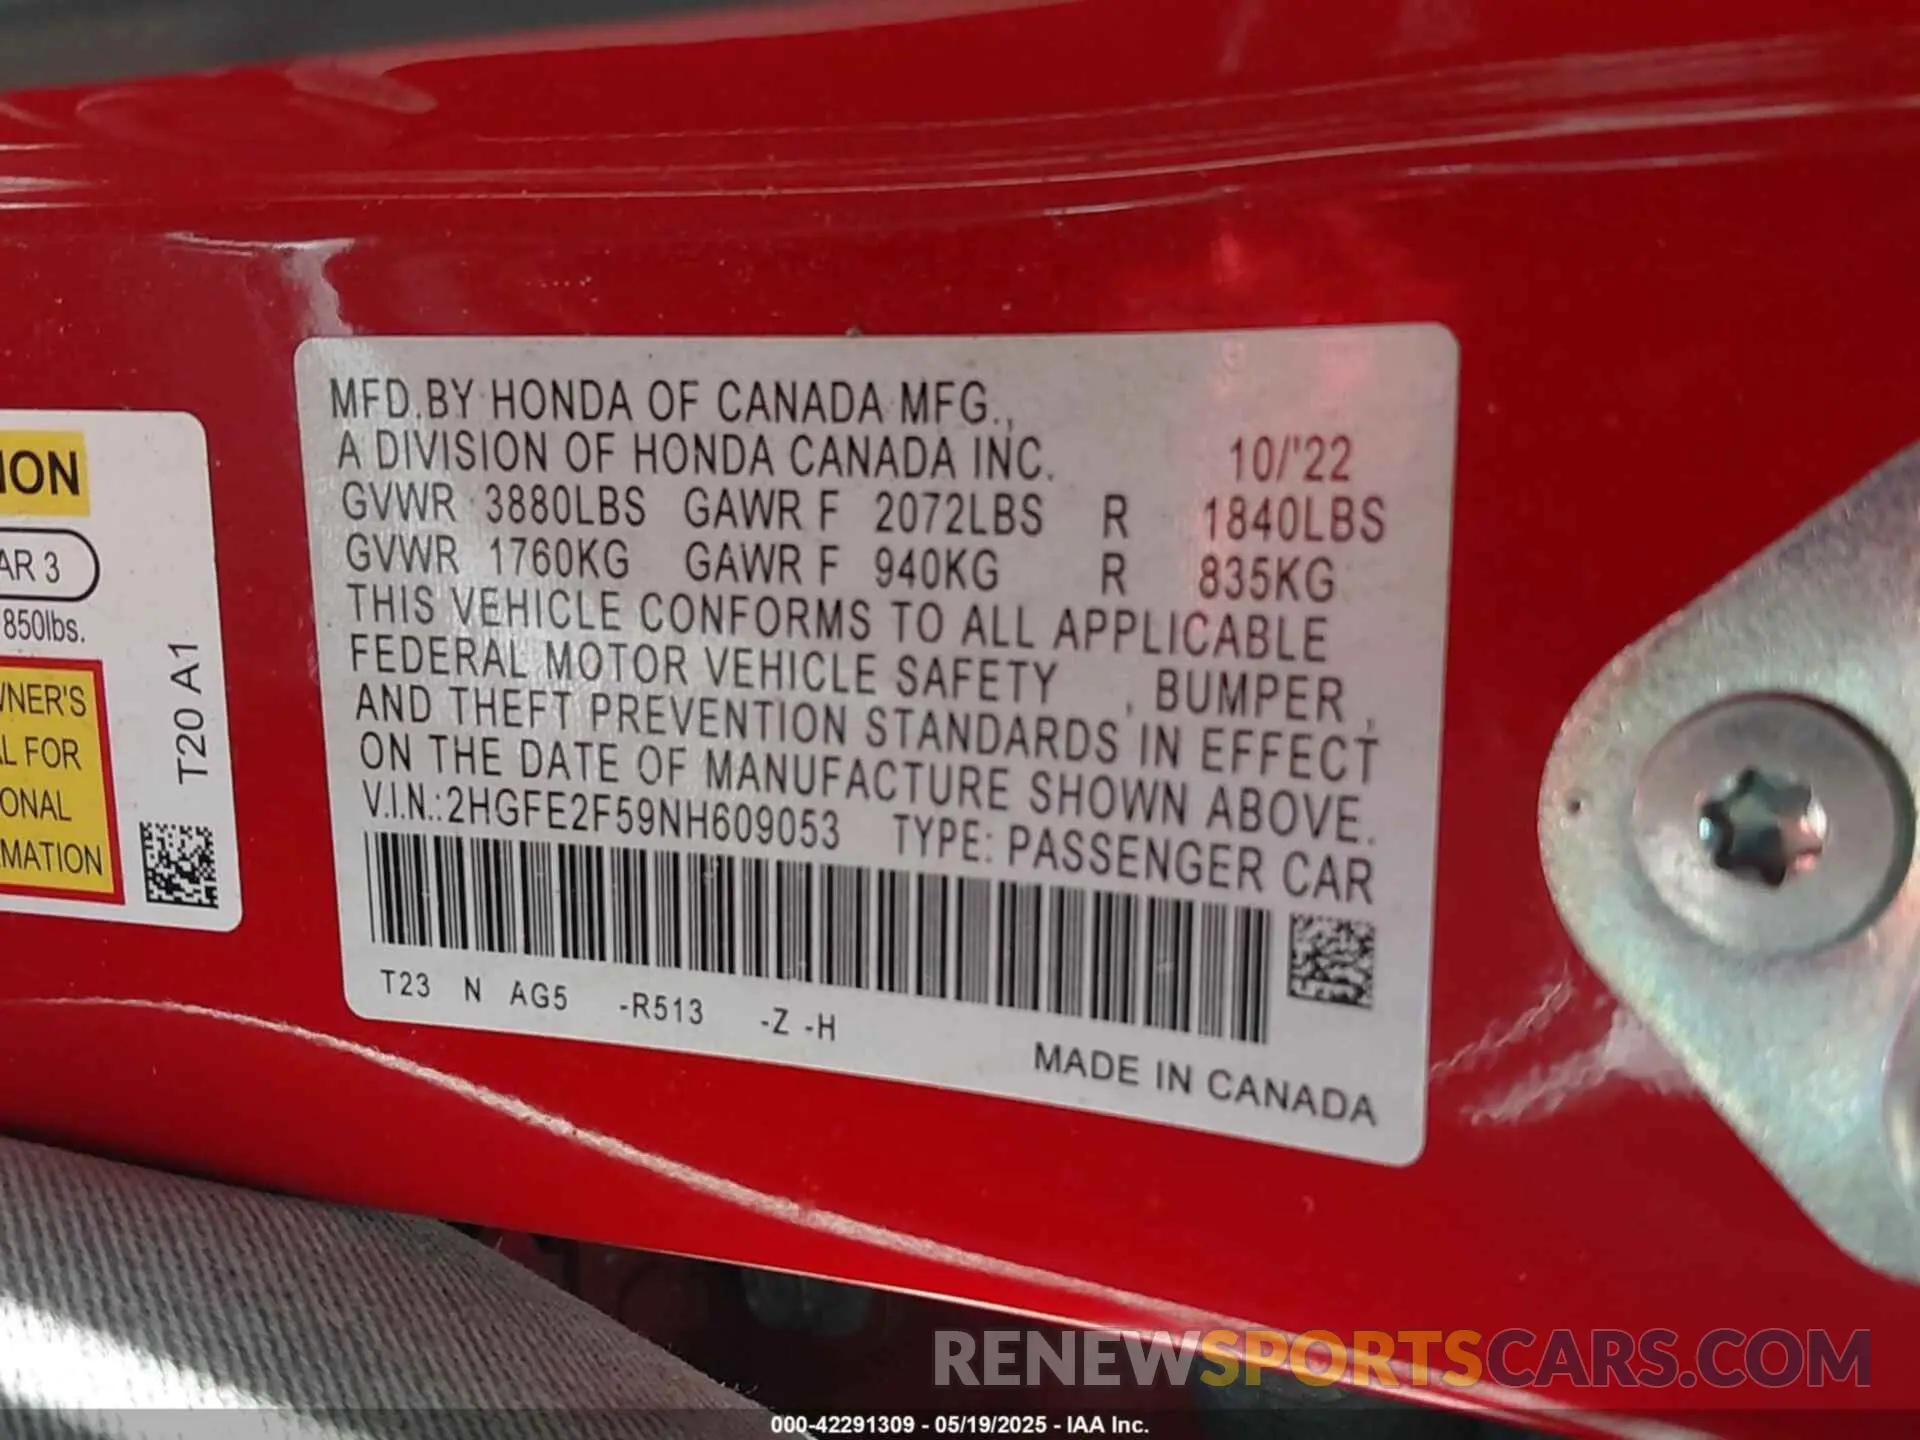 ION
AR 3
850lbs.
WNER'S
AL FOR
ONAL
MATION
T20 A1
MFD.BY HONDA OF CANADA MFG.,
A DIVISION OF HONDA CANADA INC. 10/'22
GVWR 3880LBS GAWR F 2072LBS R 1840LBS
GVWR 1760KG GAWR F 940KG R 835KG
THIS VEHICLE CONFORMS TO ALL APPLICABLE
FEDERAL MOTOR VEHICLE SAFETY , BUMPER ,
AND THEFT PREVENTION STANDARDS IN EFFECT
ON THE DATE OF MANUFACTURE SHOWN ABOVE.
V.I.N.:2HGFE2F59NH609053 TYPE: PASSENGER CAR
T23 N AG5 -R513 -Z -H
MADE IN CANADA
RENEWSPORTSCARS.COM
000-42291309 - 05/19/2025 - IAA Inc.